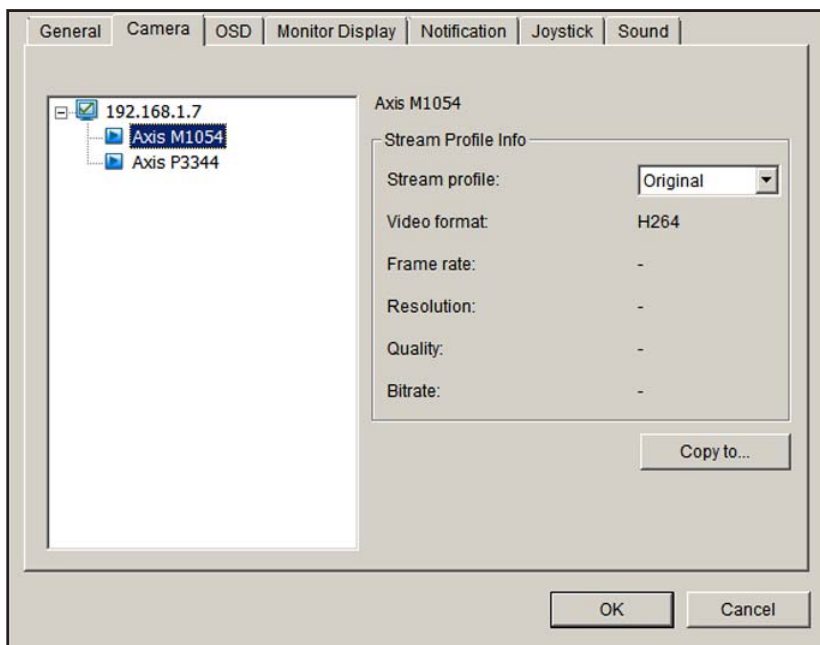 General Camera OSD Monitor Display Notification Joystick Sound
192.168.1.7
Axis M1054
Axis P3344
Axis M1054
Stream Profile Info
Stream profile: Original
Video format: H264
Frame rate: -
Resolution: -
Quality: -
Bitrate: -
Copy to...
OK Cancel